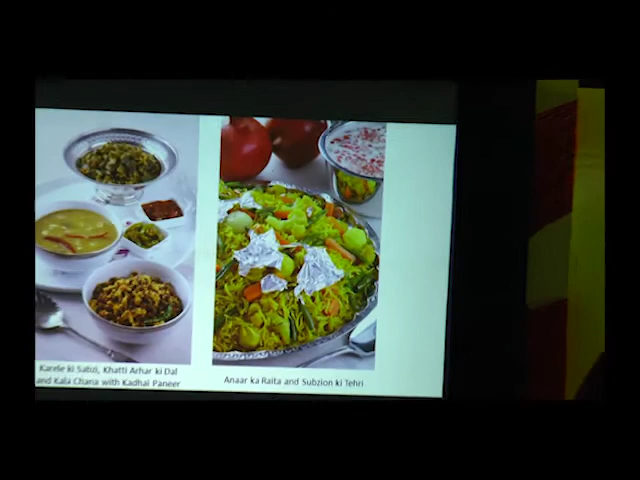 Karele ki Sabzi, Khatti Arhar ki Dal
and Kala Chana with Kadhai Paneer
Anaar ka Raita and Subzion ki Tehri